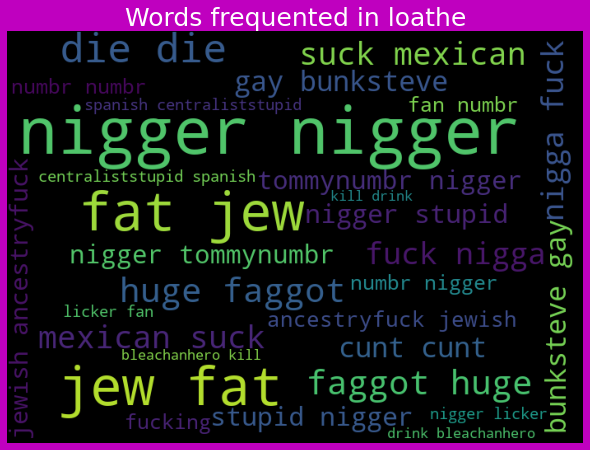 Words frequented in loathe
die die
suck mexican
gay bunksteve
numbr numbr
spanish centraliststupid
fan numbr
nigger nigger
nigga fuck
centraliststupid spanish
tommynumbr nigger
kill drink
fat jew
nigger stupid
nigger tommynumbr
fuck nigga
huge faggot
numbr nigger
licker fan
ancestryfuck jewish
mexican suck
cunt cunt
bleachanhero kill
jew fat
faggot huge
fucking
stupid nigger
nigger licker
drink bleachanhero
jewish ancestryfuck
bunksteve gay